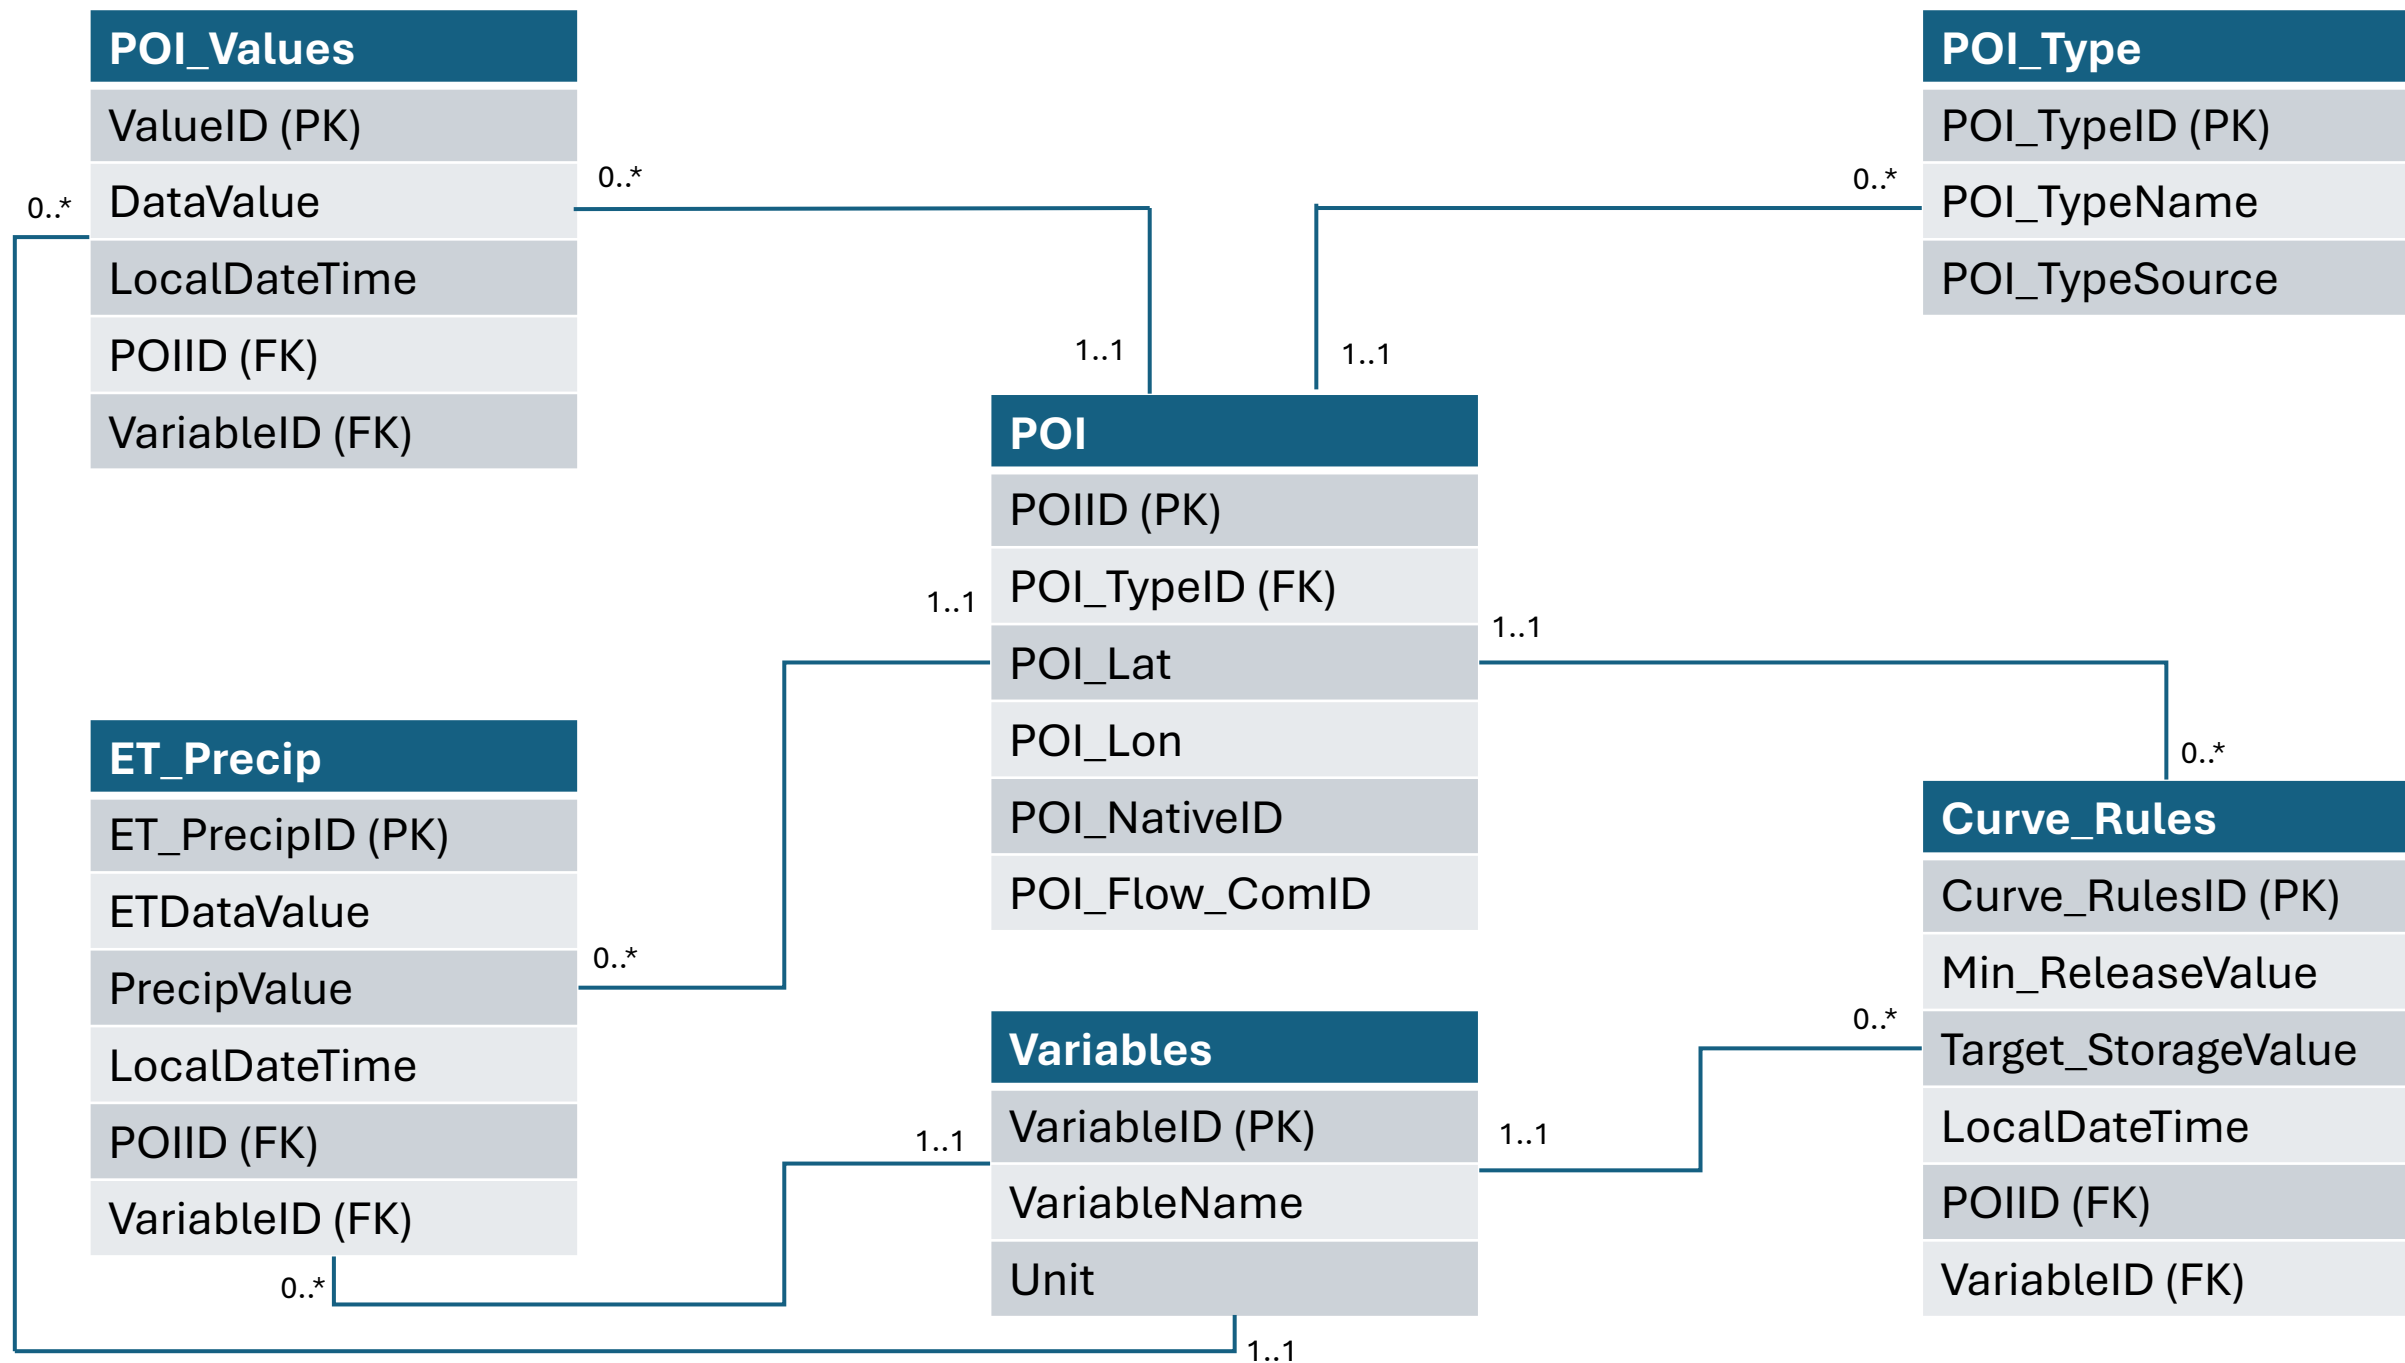 POI_Values
ValueID (PK)
DataValue
LocalDateTime
POIID (FK)
VariableID (FK)
0..*
0..*
POI_Type
POI_TypeID (PK)
POI_TypeName
POI_TypeSource
0..*
1..1
1..1
POI
POIID (PK)
POI_TypeID (FK)
POI_Lat
POI_Lon
POI_NativeID
POI_Flow_ComID
1..1
1..1
ET_Precip
ET_PrecipID (PK)
ETDataValue
PrecipValue
LocalDateTime
POIID (FK)
VariableID (FK)
0..*
0..*
Variables
VariableID (PK)
VariableName
Unit
1..1
1..1
1..1
Curve_Rules
Curve_RulesID (PK)
Min_ReleaseValue
Target_StorageValue
LocalDateTime
POIID (FK)
VariableID (FK)
0..*
0..*